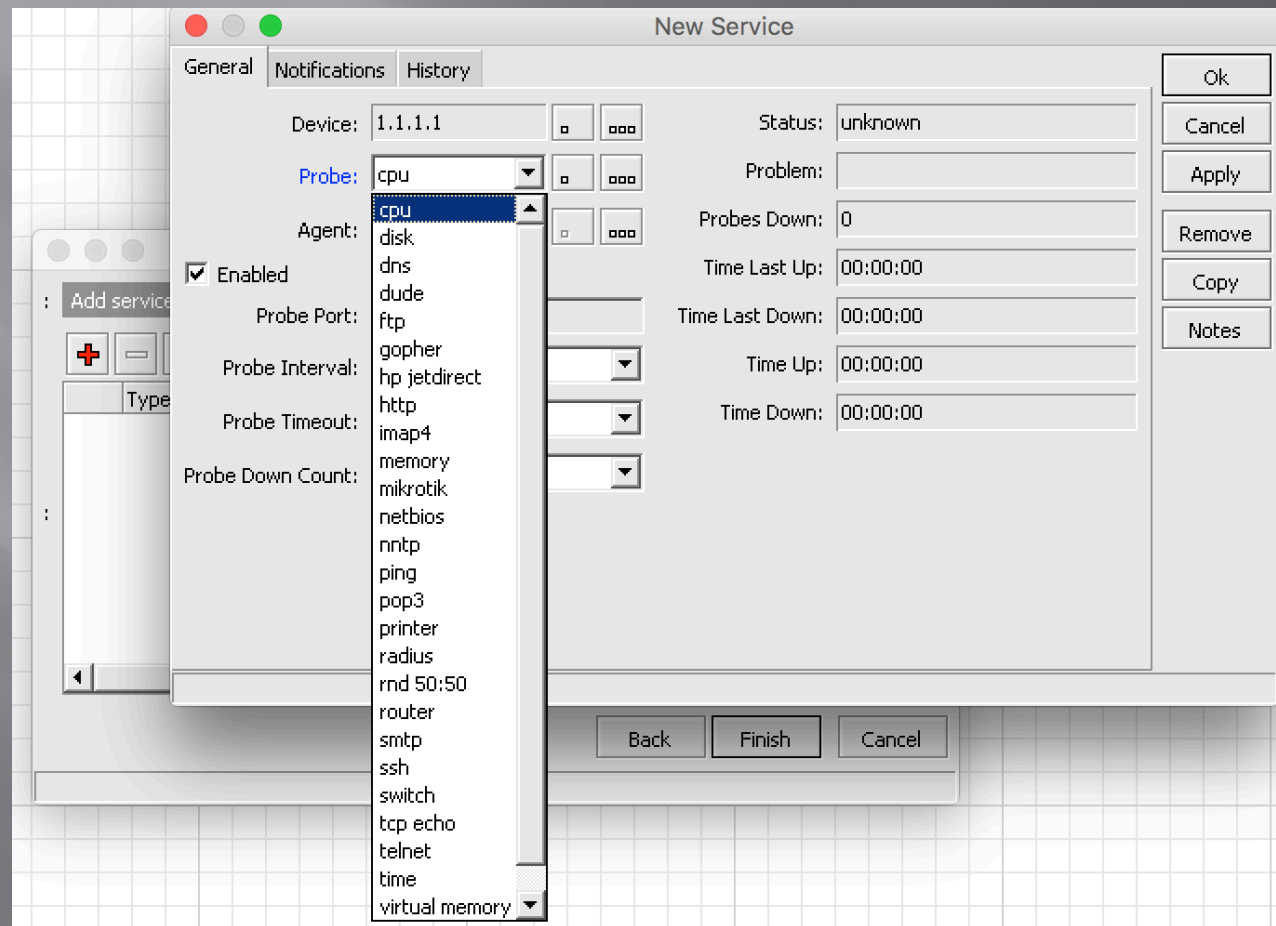 New Service
General Notifications History
Device: 1.1.1.1
Probe: cpu
Agent:
Enabled
Probe Port:
Probe Interval:
Probe Timeout:
Probe Down Count:
cpu
disk
dns
dude
ftp
gopher
hp jetdirect
http
imap4
memory
mikrotik
netbios
nntp
ping
pop3
printer
radius
rnd 50:50
router
smtp
ssh
switch
tcp echo
telnet
time
virtual memory
Status: unknown
Problem:
Probes Down: 0
Time Last Up: 00:00:00
Time Last Down: 00:00:00
Time Up: 00:00:00
Time Down: 00:00:00
Ok
Cancel
Apply
Remove
Copy
Notes
: Add service
Type
:
Back Finish Cancel